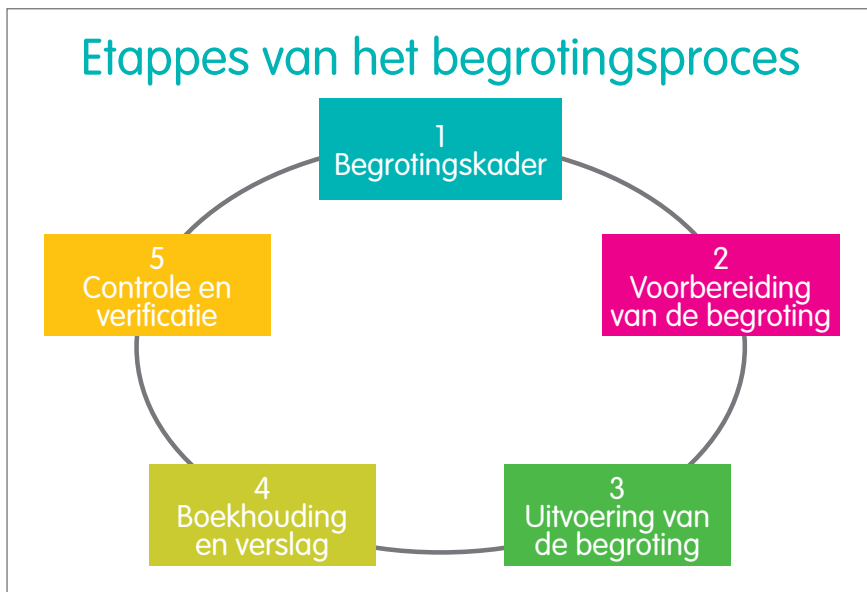 Etappes van het begrotingsproces
1
Begrotingskader
2
Voorbereiding
van de begroting
3
Uitvoering van
de begroting
4
Boekhouding
en verslag
5
Controle en
verificatie